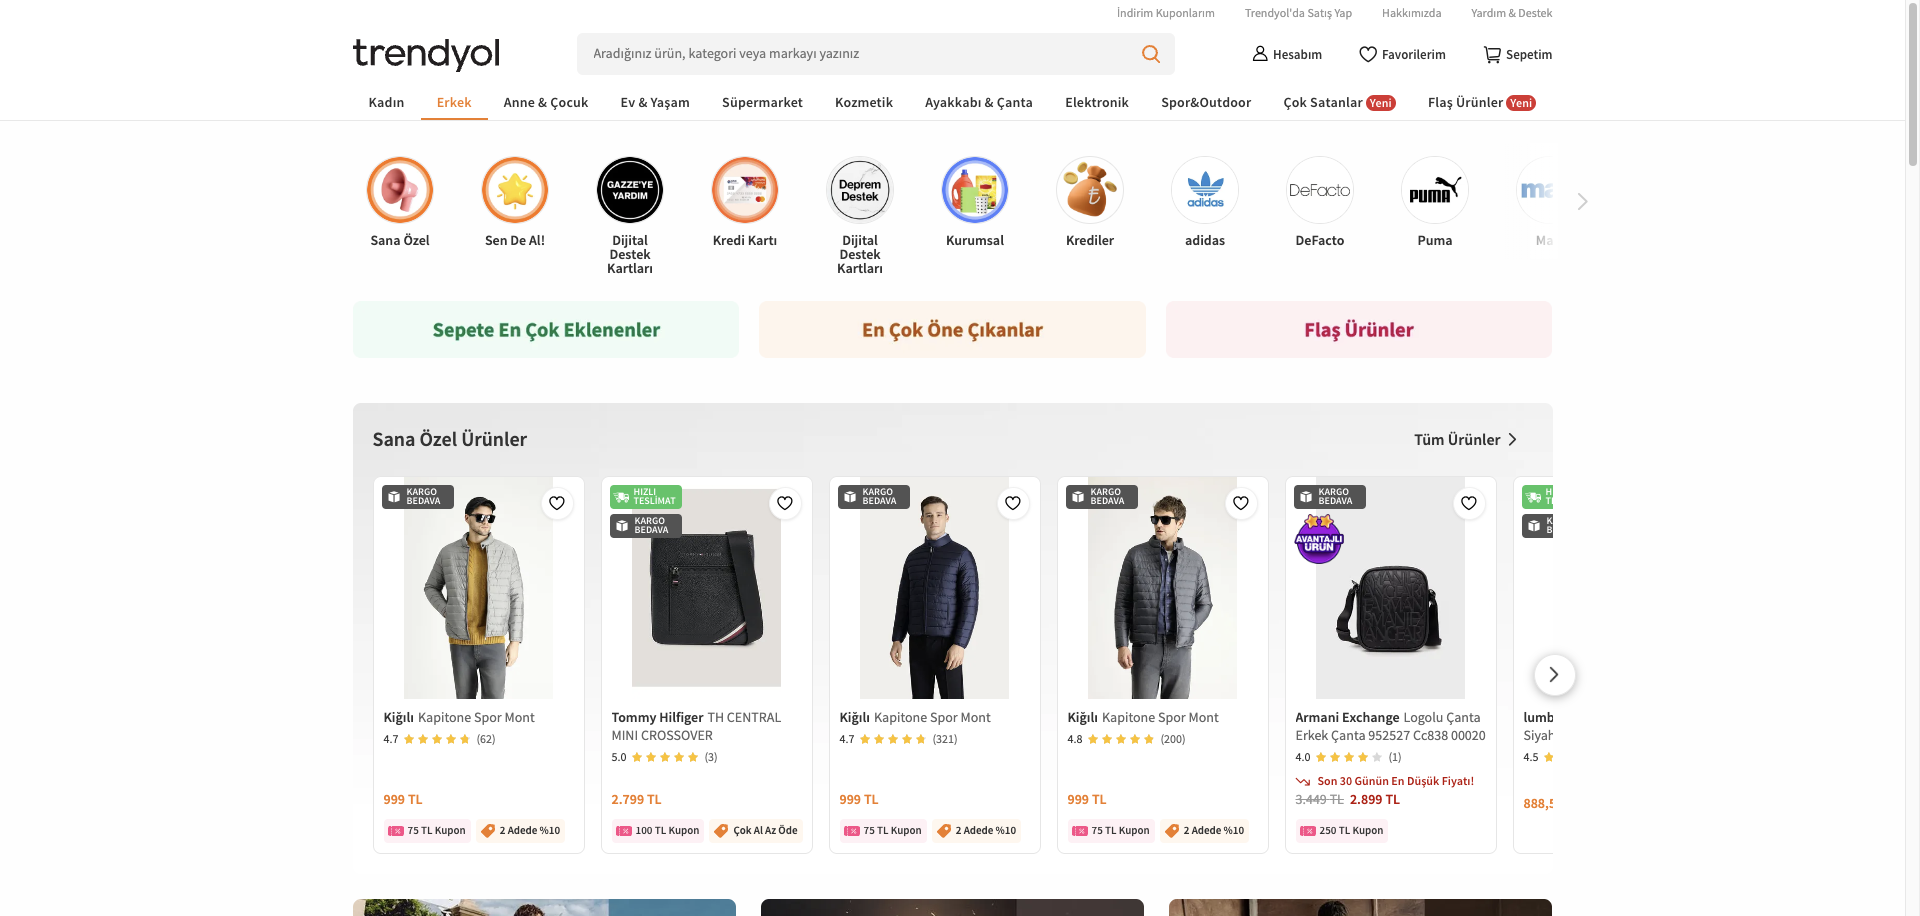 İndirim Kuponlarım
Trendyol'da Satış Yap
Hakkımızda
Yardım & Destek
trendyol
Aradığınız ürün, kategori veya markayı yazınız
Hesabım
Favorilerim
Sepetim
Kadın
Erkek
Anne & Çocuk
Ev & Yaşam
Süpermarket
Kozmetik
Ayakkabı & Çanta
Elektronik
Spor&Outdoor
Çok Satanlar Yeni
Flaş Ürünler Yeni
GAZZE'YE
YARDIM
Deprem
Destek
adidas
DeFacto
PUMA
Sana Özel
Sen De Al!
Dijital
Destek
Kartları
Kredi Kartı
Dijital
Destek
Kartları
Kurumsal
Krediler
adidas
DeFacto
Puma
Ma
Sepete En Çok Eklenenler
En Çok Öne Çıkanlar
Flaş Ürünler
Sana Özel Ürünler
Tüm Ürünler
KARGO
BEDAVA
Kiğılı Kapitone Spor Mont
4.7 (62)
999 TL
75 TL Kupon
2 Adede %10
HIZLI
TESLİMAT
KARGO
BEDAVA
Tommy Hilfiger TH CENTRAL
MINI CROSSOVER
5.0 (3)
2.799 TL
100 TL Kupon
Çok Al Az Öde
KARGO
BEDAVA
Kiğılı Kapitone Spor Mont
4.7 (321)
999 TL
75 TL Kupon
2 Adede %10
KARGO
BEDAVA
Kiğılı Kapitone Spor Mont
4.8 (200)
999 TL
75 TL Kupon
2 Adede %10
KARGO
BEDAVA
AVANTAJLI
ÜRÜN
Armani Exchange Logolu Çanta
Erkek Çanta 952527 Cc838 00020
4.0 (1)
Son 30 Günün En Düşük Fiyatı!
3.449 TL 2.899 TL
250 TL Kupon
lumb
Siyah
4.5
888,5